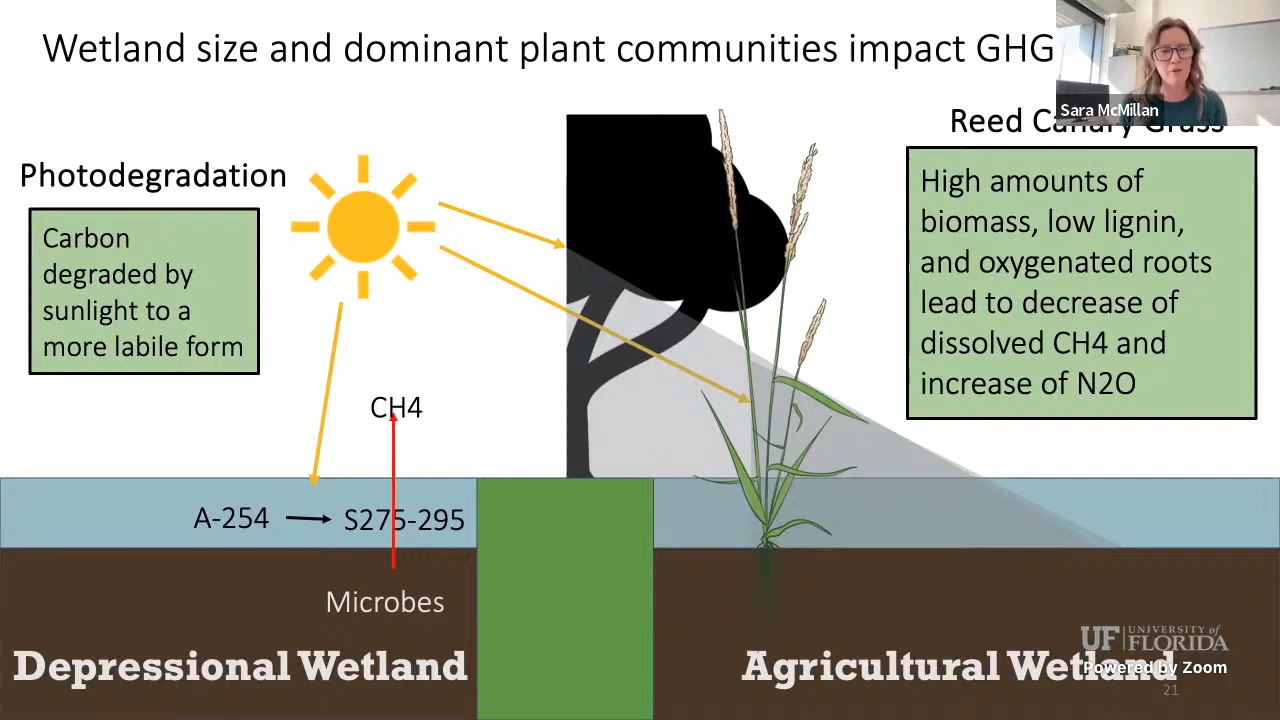 Wetland size and dominant plant communities impact GHG
Sara McMillan
Reed Canary Grass
Photodegradation
Carbon
degraded by
sunlight to a
more labile form
High amounts of
biomass, low lignin,
and oxygenated roots
lead to decrease of
dissolved CH4 and
increase of N2O
CH4
A-254
S275-295
Microbes
Depressional Wetland
Agricultural Wetland
UF UNIVERSITY of
FLORIDA
Powered by Zoom
21